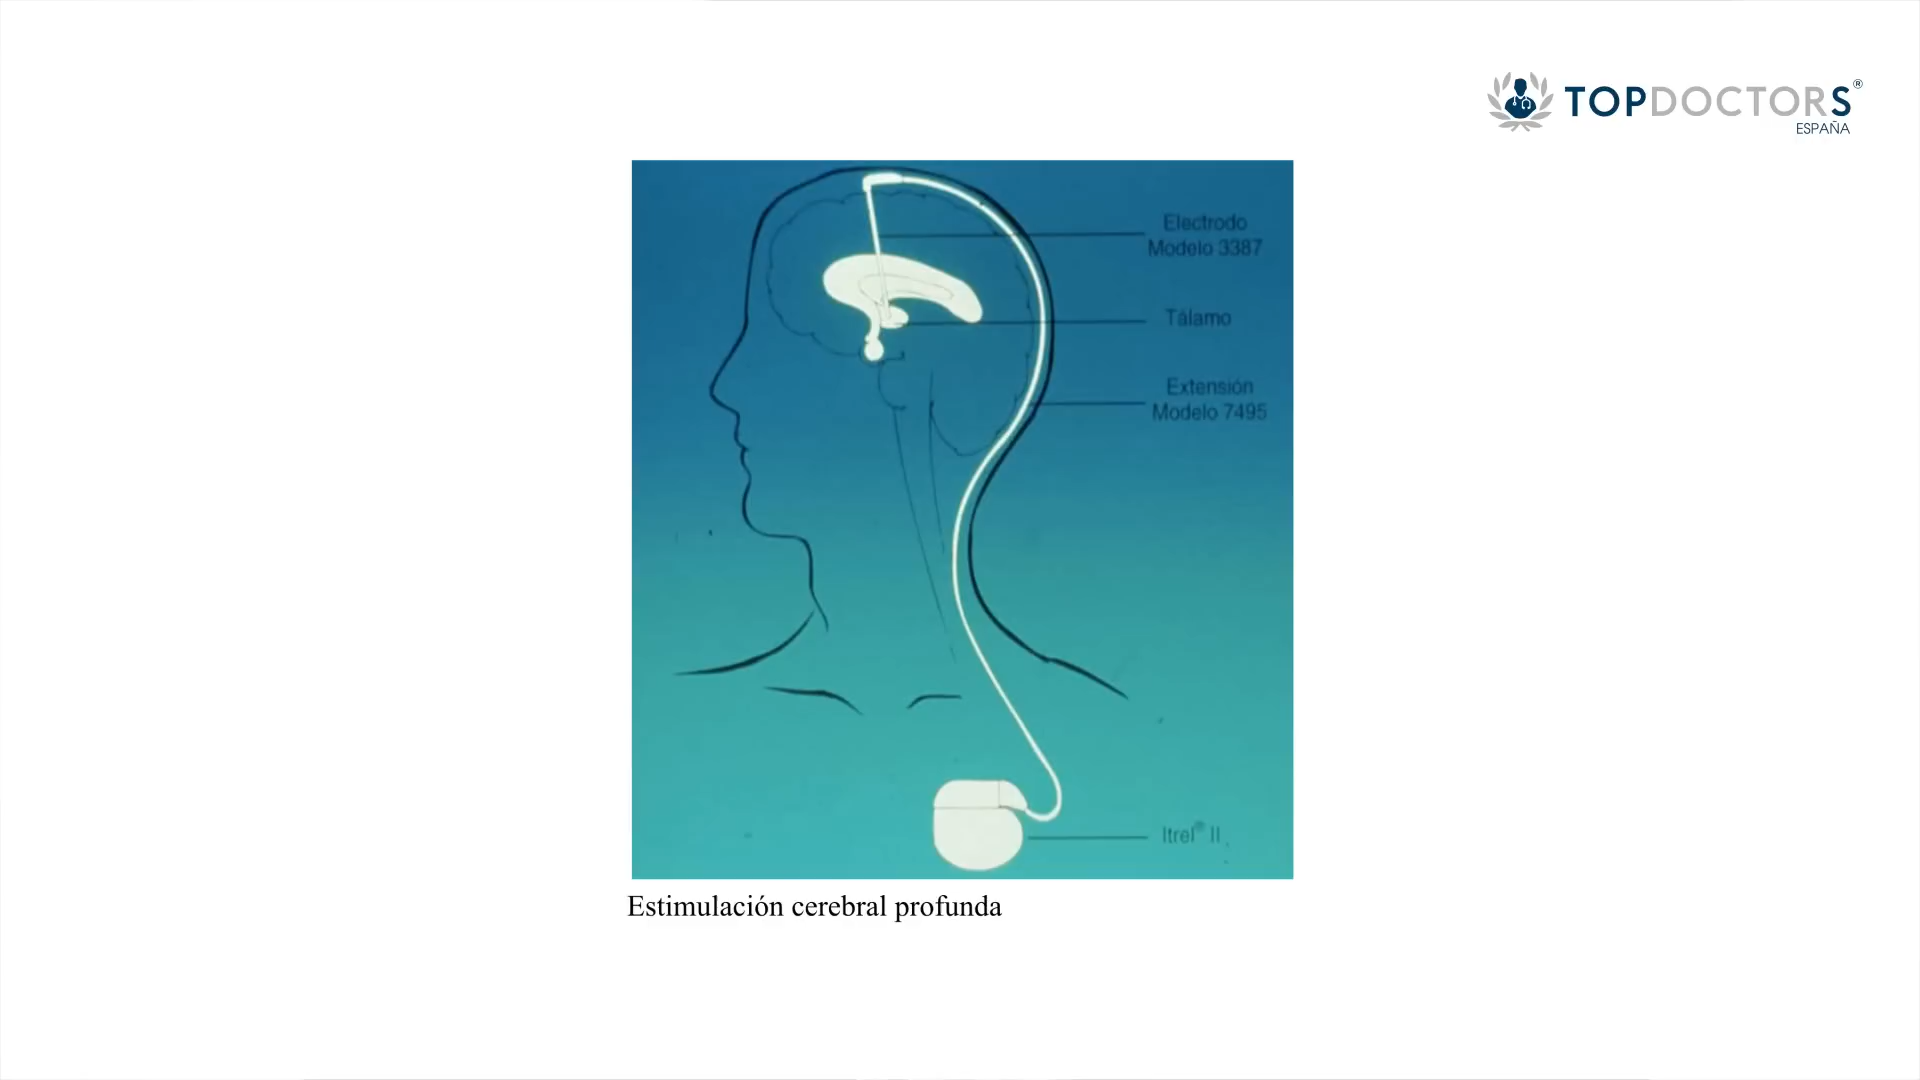 TOPDOCTORS®
ESPAÑA
Electrodo
Modelo 3387
Tálamo
Extensión
Modelo 7495
Itrel® II
Estimulación cerebral profunda